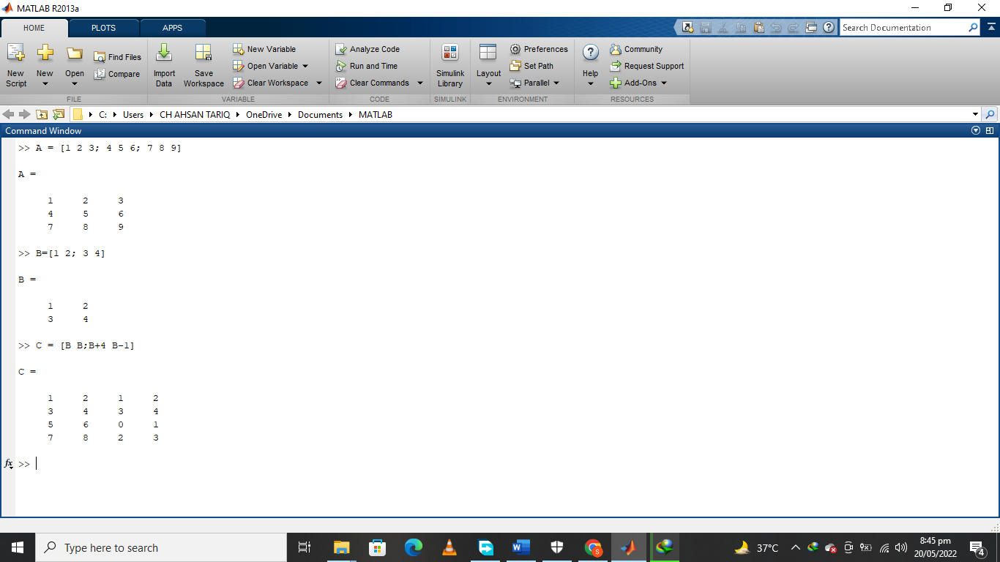 MATLAB R2013a
HOME PLOTS APPS
Search Documentation
New Script
New
Open
Find Files
Compare
FILE
Import Data
Save Workspace
New Variable
Open Variable
Clear Workspace
VARIABLE
Analyze Code
Run and Time
Clear Commands
CODE
Simulink Library
SIMULINK
Layout
Preferences
Set Path
Parallel
ENVIRONMENT
Help
Community
Request Support
Add-Ons
RESOURCES
C: Users CH AHSAN TARIQ OneDrive Documents MATLAB
Command Window
>> A = [1 2 3; 4 5 6; 7 8 9]
A =
1 2 3
4 5 6
7 8 9
>> B=[1 2; 3 4]
B =
1 2
3 4
>> C = [B B;B+4 B-1]
C =
1 2 1 2
3 4 3 4
5 6 0 1
7 8 2 3
fx >>
Type here to search
37°C
8:45 pm
20/05/2022
4